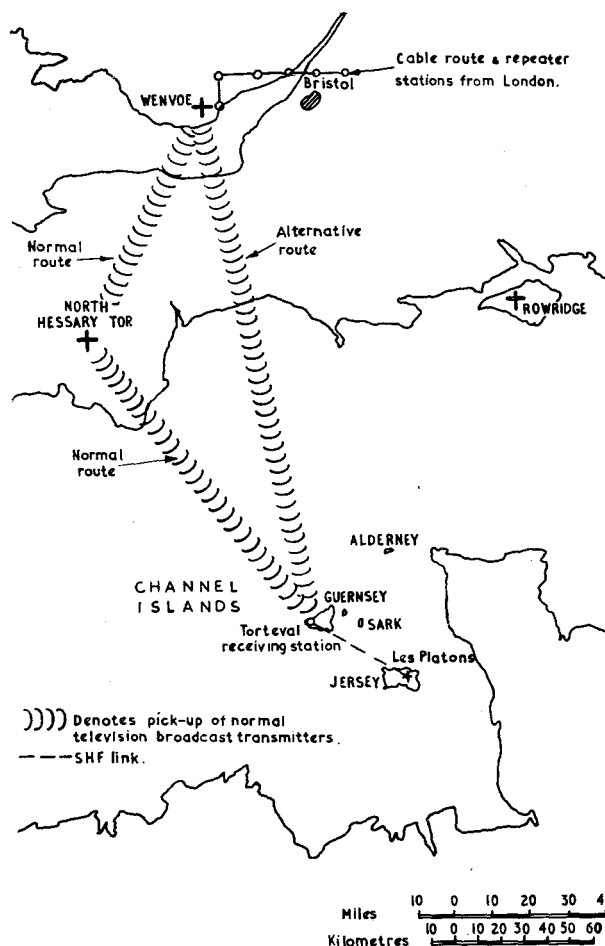 Cable route & repeater
stations from London.
Bristol
WENVOE
Normal
route
Alternative
route
NORTH
HESSARY TOR
ROWRIDGE
Normal
route
ALDERNEY
CHANNEL
ISLANDS
GUERNSEY
SARK
Torteval
receiving station
Les Platons
JERSEY
Denotes pick-up of normal
television broadcast transmitters.
SHF link.
10 0 10 20 30 4
Miles
Kilometres
10 0 10 20 30 40 50 60